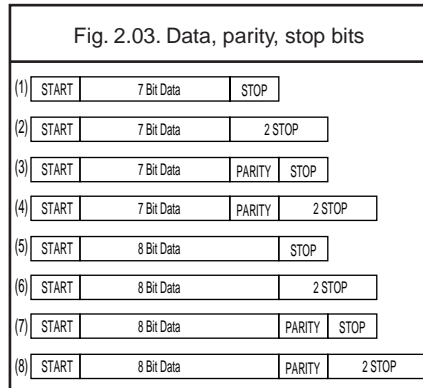 Fig. 2.03. Data, parity, stop bits
(1) START 7 Bit Data STOP
(2) START 7 Bit Data 2 STOP
(3) START 7 Bit Data PARITY STOP
(4) START 7 Bit Data PARITY 2 STOP
(5) START 8 Bit Data STOP
(6) START 8 Bit Data 2 STOP
(7) START 8 Bit Data PARITY STOP
(8) START 8 Bit Data PARITY 2 STOP